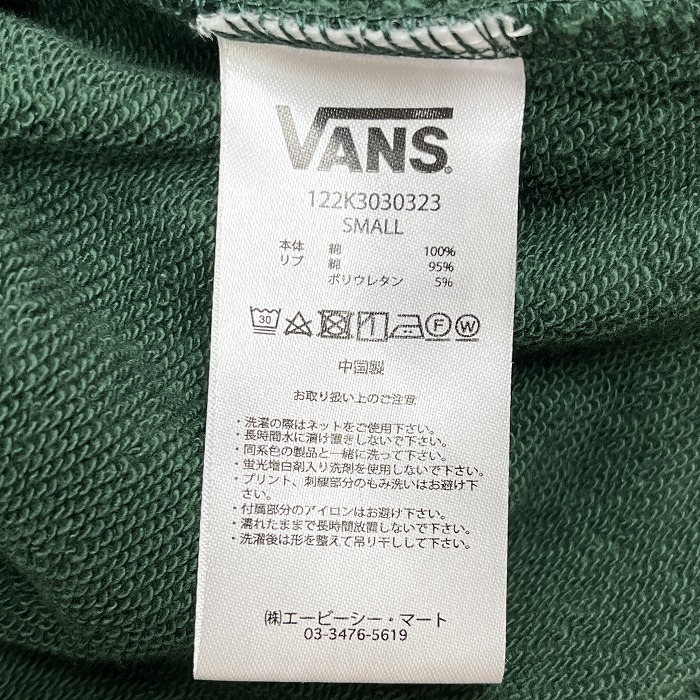 VANS
122K3030323
SMALL
本体 綿 100%
リブ 綿 95%
ポリウレタン 5%
30 F W
中国製
お取り扱い上のご注意
・洗濯の際はネットをご使用下さい。
・長時間水に漬け置きしないで下さい。
・同系色の製品と一緒に洗って下さい。
・蛍光増白剤入り洗剤を使用しないで下さい。
・プリント、刺繍部分のもみ洗いはお避け下
さい。
・付属部分のアイロンはお避け下さい。
・濡れたままで長時間放置しないで下さい。
・洗濯後は形を整えて吊り干しして下さい。
㈱エービーシー・マート
03-3476-5619